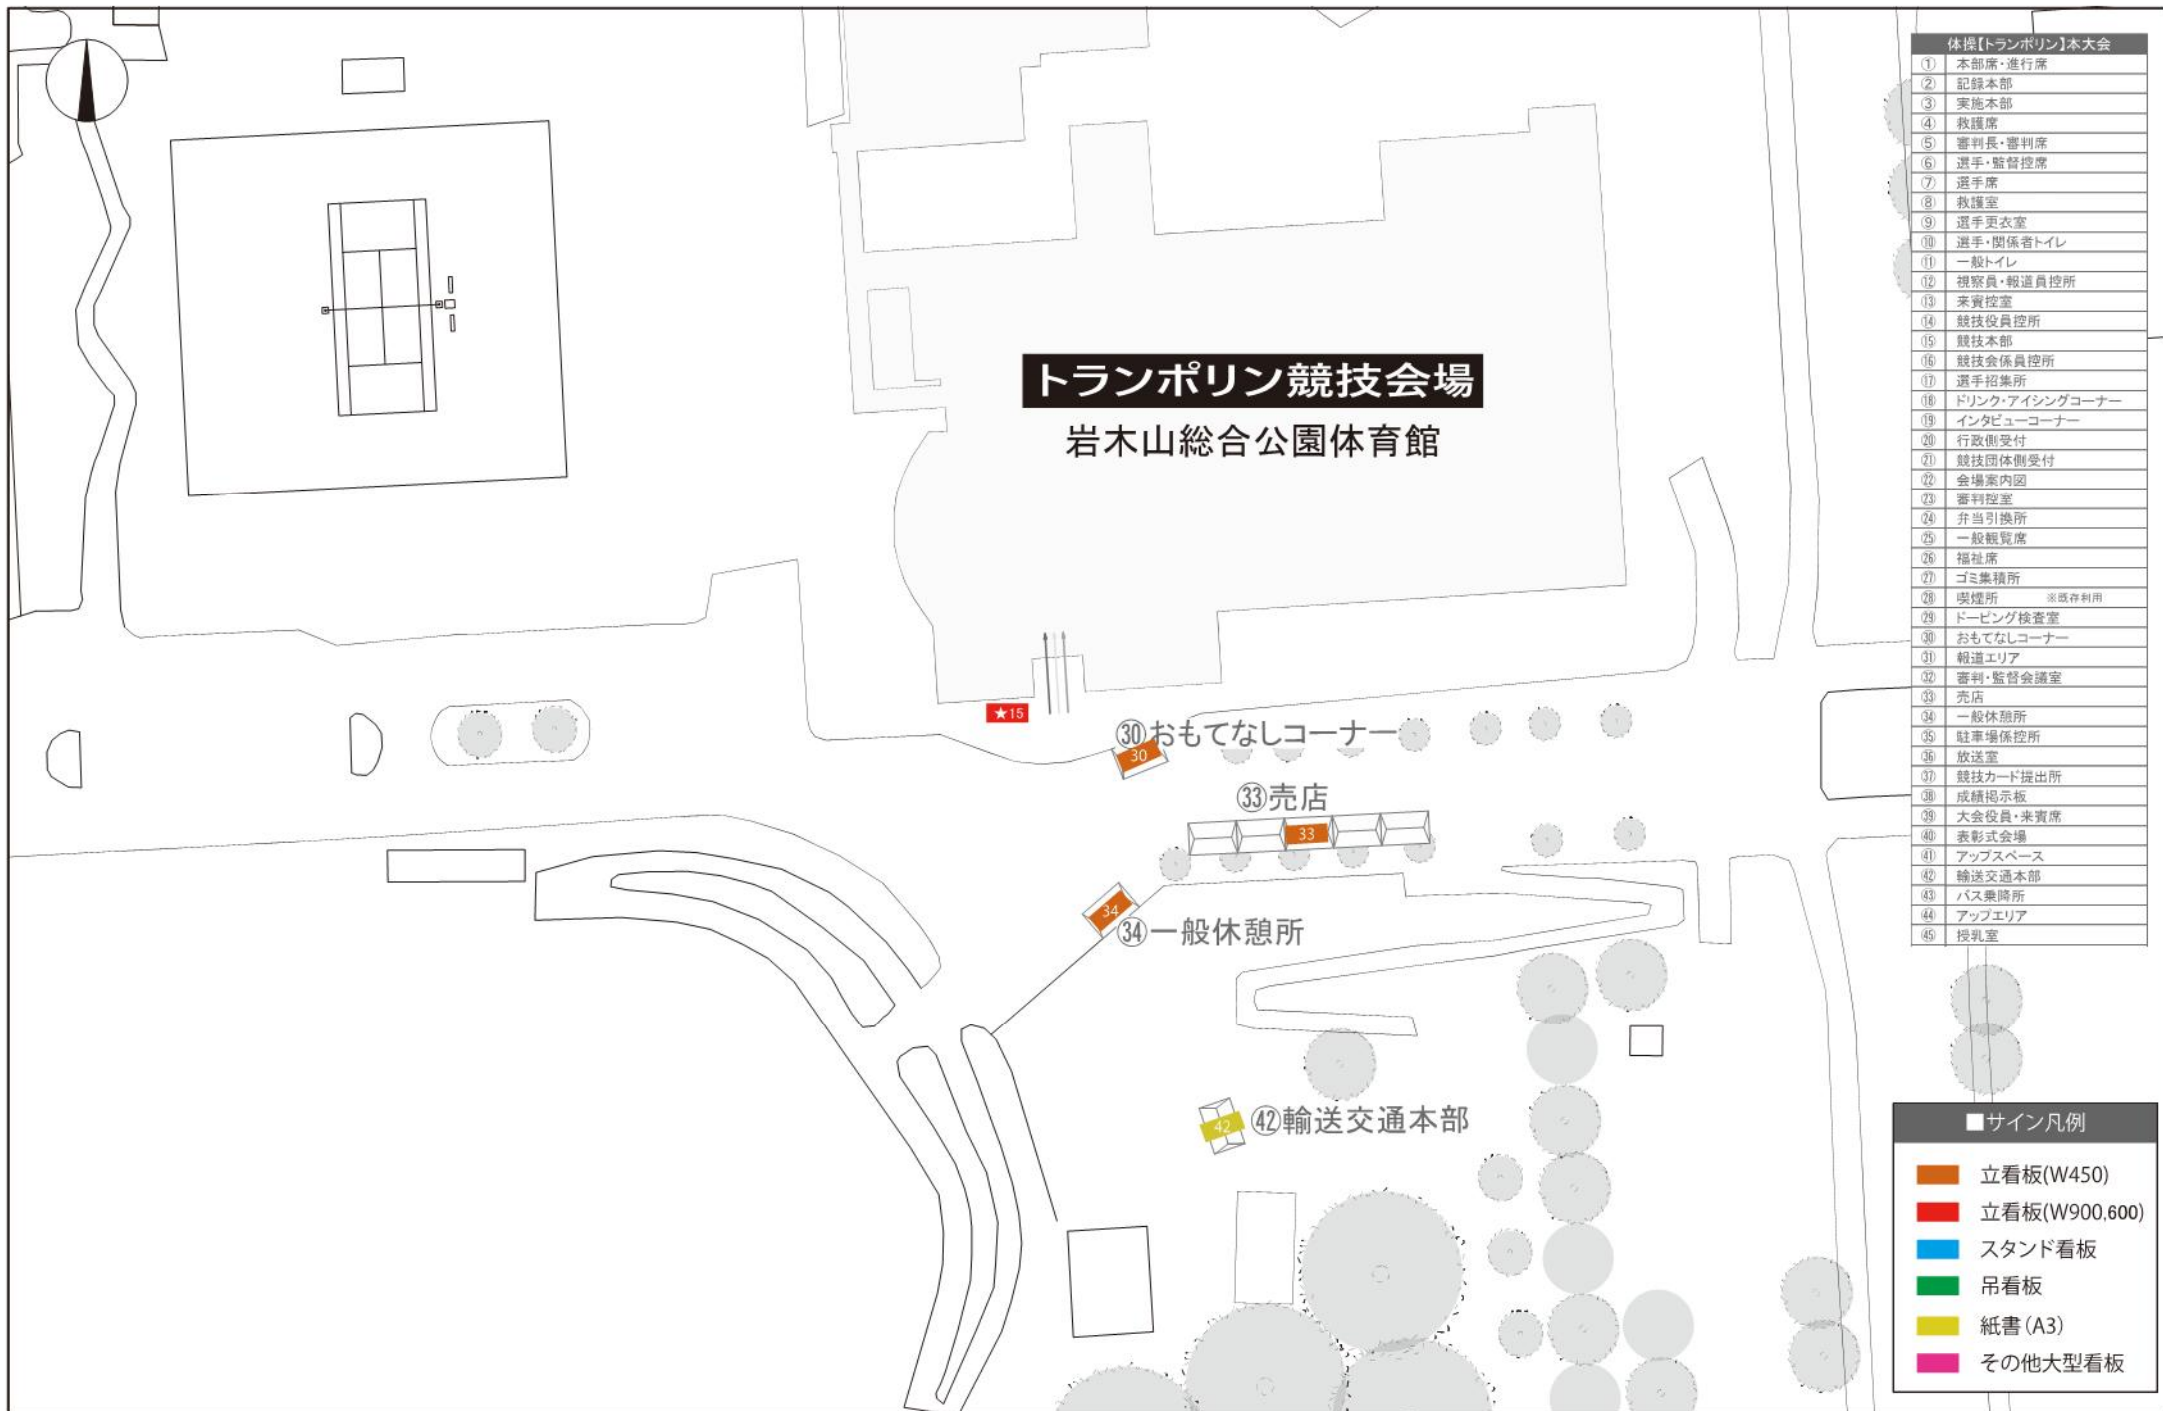 体操【トランポリン】本大会
① 本部席・進行席
② 記録本部
③ 実施本部
④ 救護席
⑤ 審判長・審判席
⑥ 選手・監督控席
⑦ 選手席
⑧ 救護室
⑨ 選手更衣室
⑩ 選手・関係者トイレ
⑪ 一般トイレ
⑫ 視察員・報道員控所
⑬ 来賓控室
⑭ 競技役員控所
⑮ 競技本部
⑯ 競技会係員控所
⑰ 選手招集所
⑱ ドリンク・アイシングコーナー
⑲ インタビューコーナー
⑳ 行政側受付
㉑ 競技団体側受付
㉒ 会場案内図
㉓ 審判控室
㉔ 弁当引換所
㉕ 一般観覧席
㉖ 福祉席
㉗ ゴミ集積所
㉘ 喫煙所 ※既存利用
㉙ ドーピング検査室
㉚ おもてなしコーナー
㉛ 報道エリア
㉜ 審判・監督会議室
㉝ 売店
㉞ 一般休憩所
㉟ 駐車場係控所
㊱ 放送室
㊲ 競技カード提出所
㊳ 成績掲示板
㊴ 大会役員・来賓席
㊵ 表彰式会場
㊶ アップスペース
㊷ 輸送交通本部
㊸ バス乗降所
㊹ アップエリア
㊺ 授乳室
トランポリン競技会場
岩木山総合公園体育館
★15
㉚おもてなしコーナー
30
㉝売店
33
34
㉞一般休憩所
42
㊷輸送交通本部
■サイン凡例
立看板(W450)
立看板(W900,600)
スタンド看板
吊看板
紙書(A3)
その他大型看板